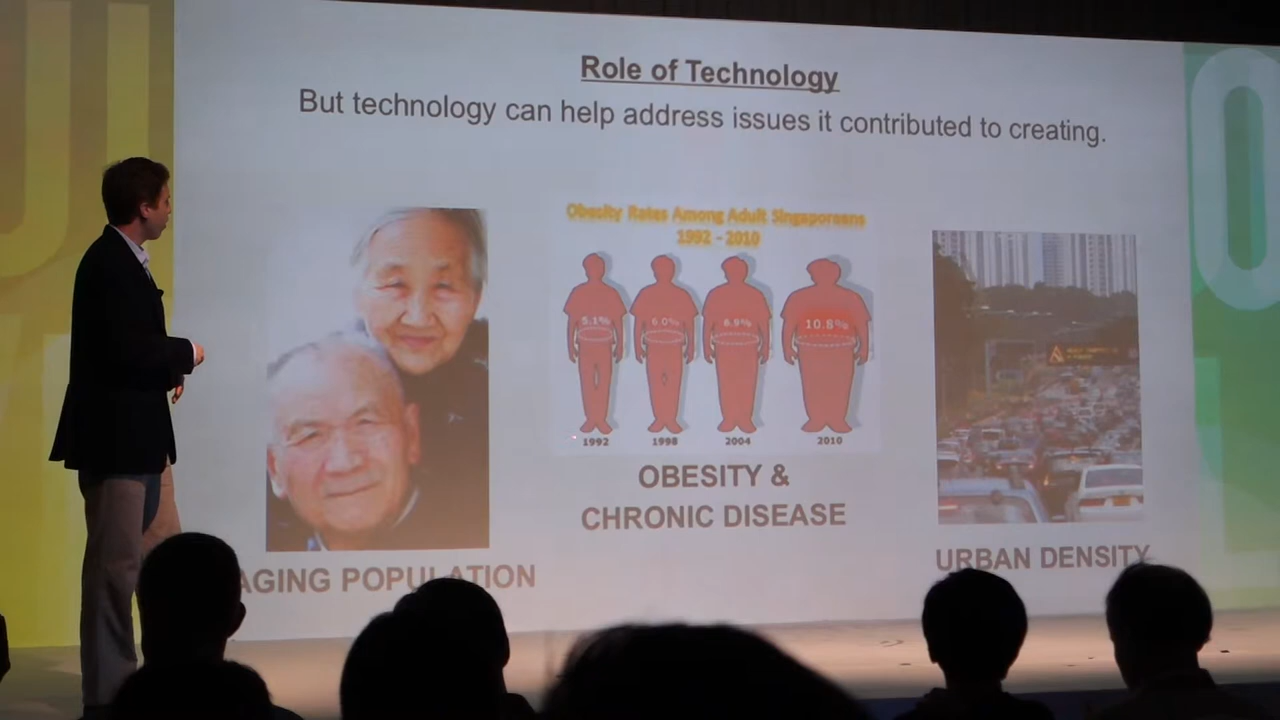 Role of Technology
But technology can help address issues it contributed to creating.
Obesity Rates Among Adult Singaporeans
1992 - 2010
5.1% 6.0% 6.9% 10.8%
1992 1998 2004 2010
AGING POPULATION
OBESITY &
CHRONIC DISEASE
URBAN DENSITY